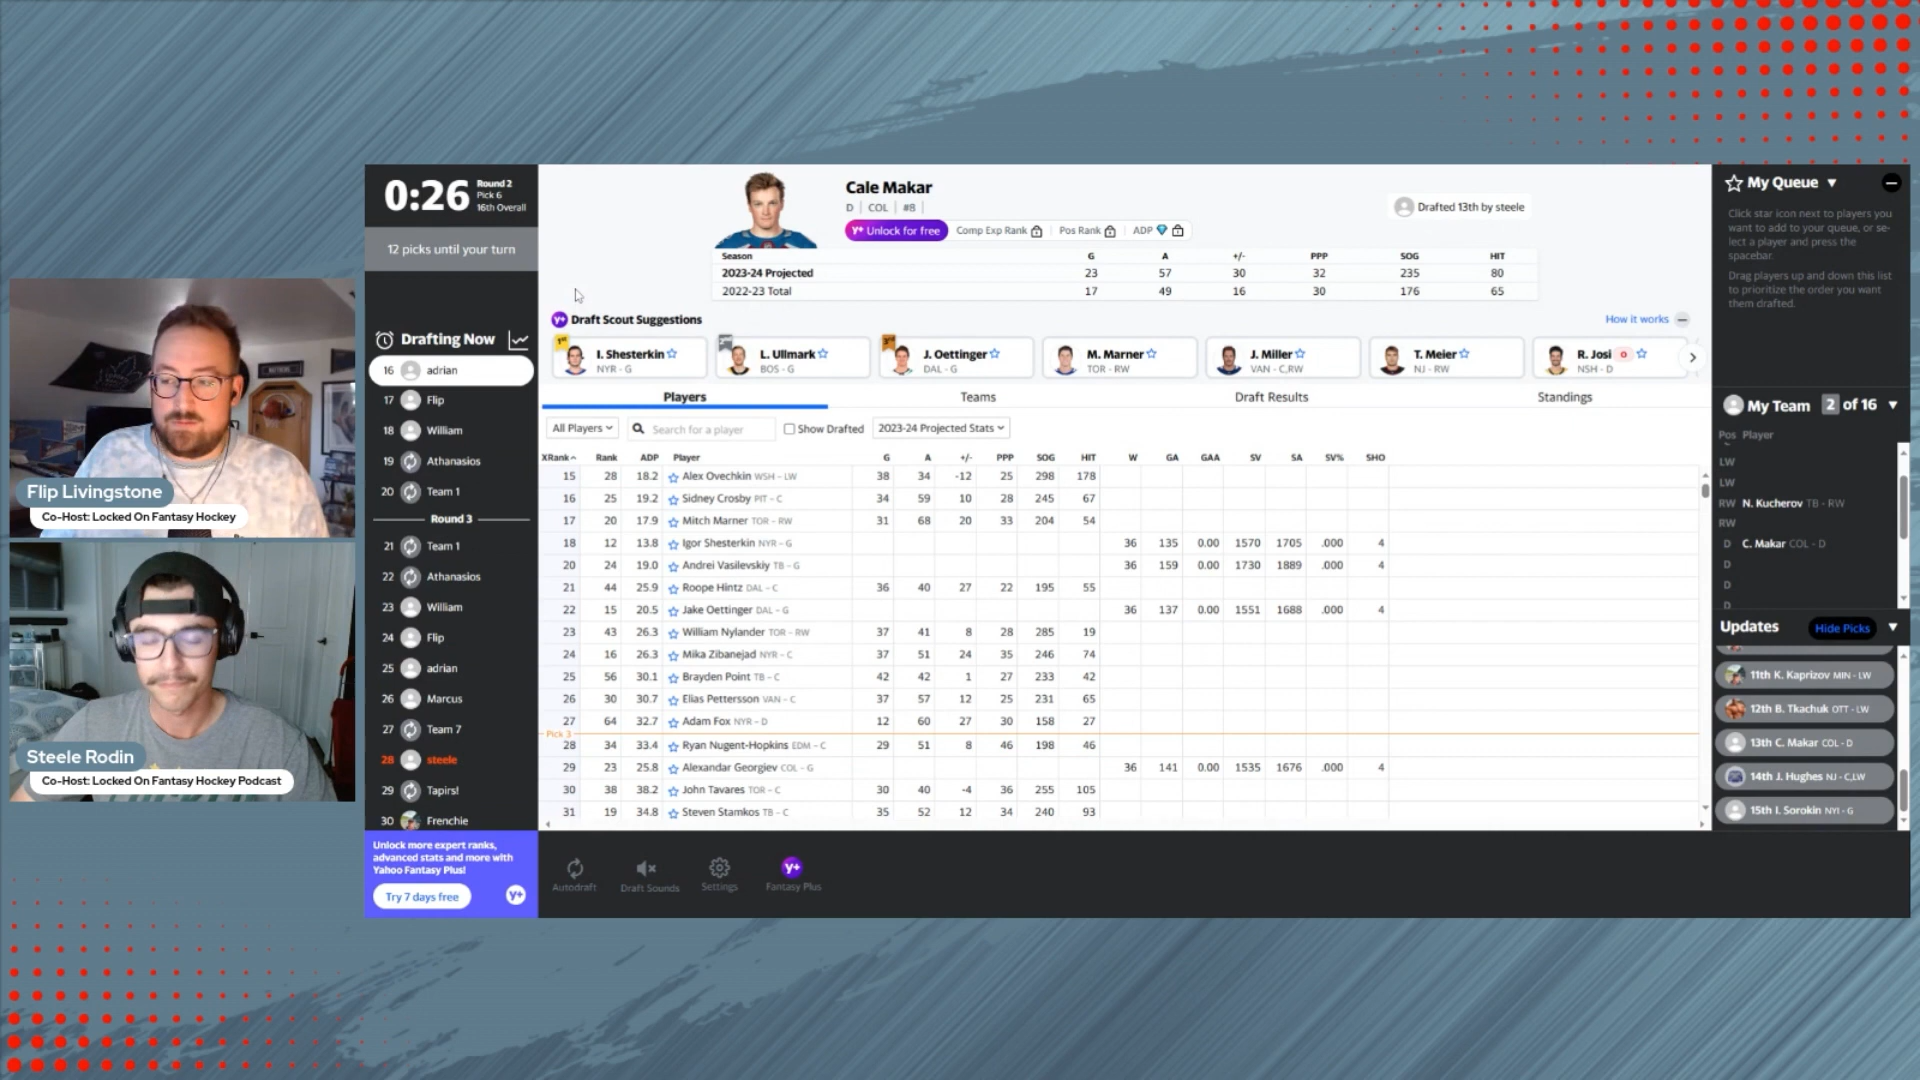 0:26
Round 2
Pick 6
16th Overall
12 picks until your turn
Drafting Now
16 adrian
17 Flip
18 William
19 Athanasios
20 Team 1
Round 3
21 Team 1
22 Athanasios
23 William
24 Flip
25 adrian
26 Marcus
27 Team 7
28 steele
29 Tapirs!
30 Frenchie
Unlock more expert ranks,
advanced stats and more with
Yahoo Fantasy Plus!
Try 7 days free
y+
Flip Livingstone
Co-Host: Locked On Fantasy Hockey
Steele Rodin
Co-Host: Locked On Fantasy Hockey Podcast
Cale Makar
D | COL | #8 |
Y+ Unlock for free Comp Exp Rank | Pos Rank | ADP
Drafted 13th by steele
Season G A +/- PPP SOG HIT
2023-24 Projected 23 57 30 32 235 80
2022-23 Total 17 49 16 30 176 65
Draft Scout Suggestions
How it works
1st I. Shesterkin NYR - G
2nd L. Ullmark BOS - G
3rd J. Oettinger DAL - G
M. Marner TOR - RW
J. Miller VAN - C,RW
T. Meier NJ - RW
R. Josi O NSH - D
Players Teams Draft Results Standings
All Players Search for a player Show Drafted 2023-24 Projected Stats
XRank Rank ADP Player G A +/- PPP SOG HIT W GA GAA SV SA SV% SHO
15 28 18.2 Alex Ovechkin WSH - LW 38 34 -12 25 298 178
16 25 19.2 Sidney Crosby PIT - C 34 59 10 28 245 67
17 20 17.9 Mitch Marner TOR - RW 31 68 20 33 204 54
18 12 13.8 Igor Shesterkin NYR - G 36 135 0.00 1570 1705 .000 4
20 24 19.0 Andrei Vasilevskiy TB - G 36 159 0.00 1730 1889 .000 4
21 44 25.9 Roope Hintz DAL - C 36 40 27 22 195 55
22 15 20.5 Jake Oettinger DAL - G 36 137 0.00 1551 1688 .000 4
23 43 26.3 William Nylander TOR - RW 37 41 8 28 285 19
24 16 26.3 Mika Zibanejad NYR - C 37 51 24 35 246 74
25 56 30.1 Brayden Point TB - C 42 42 1 27 233 42
26 30 30.7 Elias Pettersson VAN - C 37 57 12 25 231 65
27 64 32.7 Adam Fox NYR - D 12 60 27 30 158 27
Pick 3
28 34 33.4 Ryan Nugent-Hopkins EDM - C 29 51 8 46 198 46
29 23 25.8 Alexandar Georgiev COL - G 36 141 0.00 1535 1676 .000 4
30 38 38.2 John Tavares TOR - C 30 40 -4 36 255 105
31 19 34.8 Steven Stamkos TB - C 35 52 12 34 240 93
Autodraft
Draft Sounds
Settings
Fantasy Plus
My Queue
Click star icon next to players you
want to add to your queue, or se-
lect a player and press the
spacebar.
Drag players up and down this list
to prioritize the order you want
them drafted.
My Team 2 of 16
Pos Player
LW
LW
RW N. Kucherov TB - RW
RW
D C. Makar COL - D
D
D
D
Updates Hide Picks
11th K. Kaprizov MIN - LW
12th B. Tkachuk OTT - LW
13th C. Makar COL - D
14th J. Hughes NJ - C,LW
15th I. Sorokin NYI - G